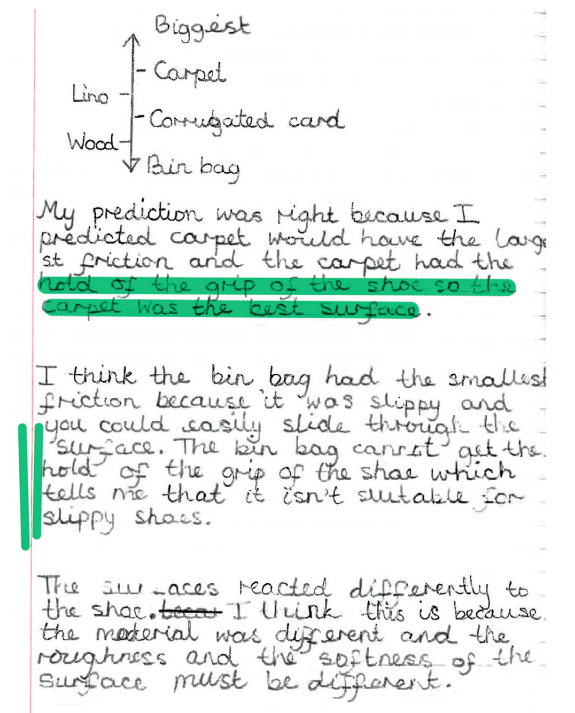 Biggest
Carpet
Lino
Corrugated card
Wood
Bin bag
My prediction was right because I
predicted carpet would have the large
st friction and the carpet had the
hold of the grip of the shoe so the
carpet was the best surface.
I think the bin bag had the smallest
friction because it was slippy and
you could easily slide through the
surface. The bin bag cannot get the
hold of the grip of the shoe which
tells me that it isn't suitable for
slippy shoes.
The surfaces reacted differently to
the shoe. I think this is because
the material was different and the
roughness and the softness of the
surface must be different.